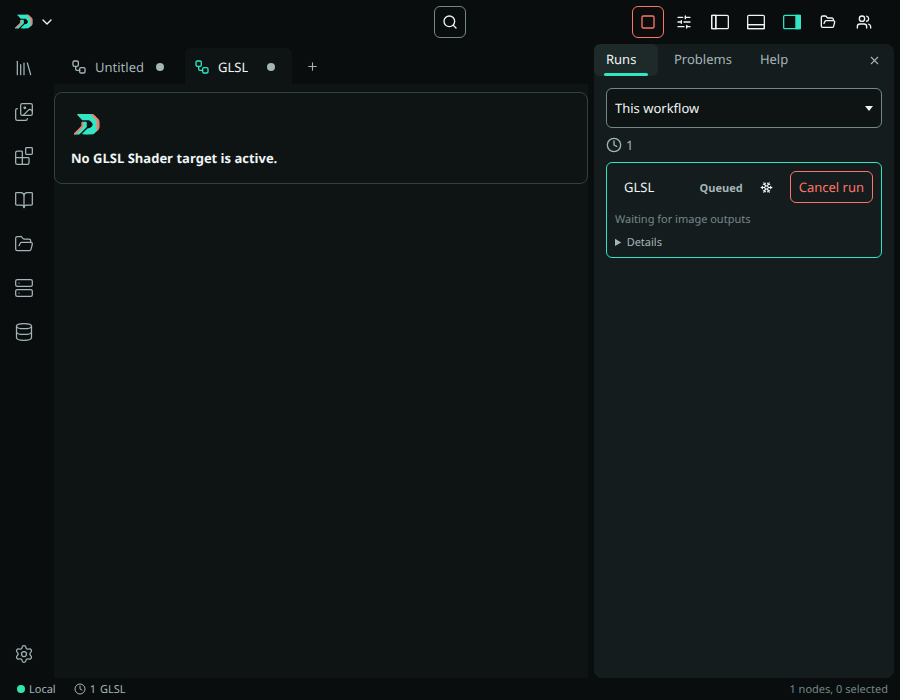 Untitled
GLSL
No GLSL Shader target is active.
Runs
Problems
Help
This workflow
1
GLSL
Queued
Cancel run
Waiting for image outputs
Details
Local
1 GLSL
1 nodes, 0 selected